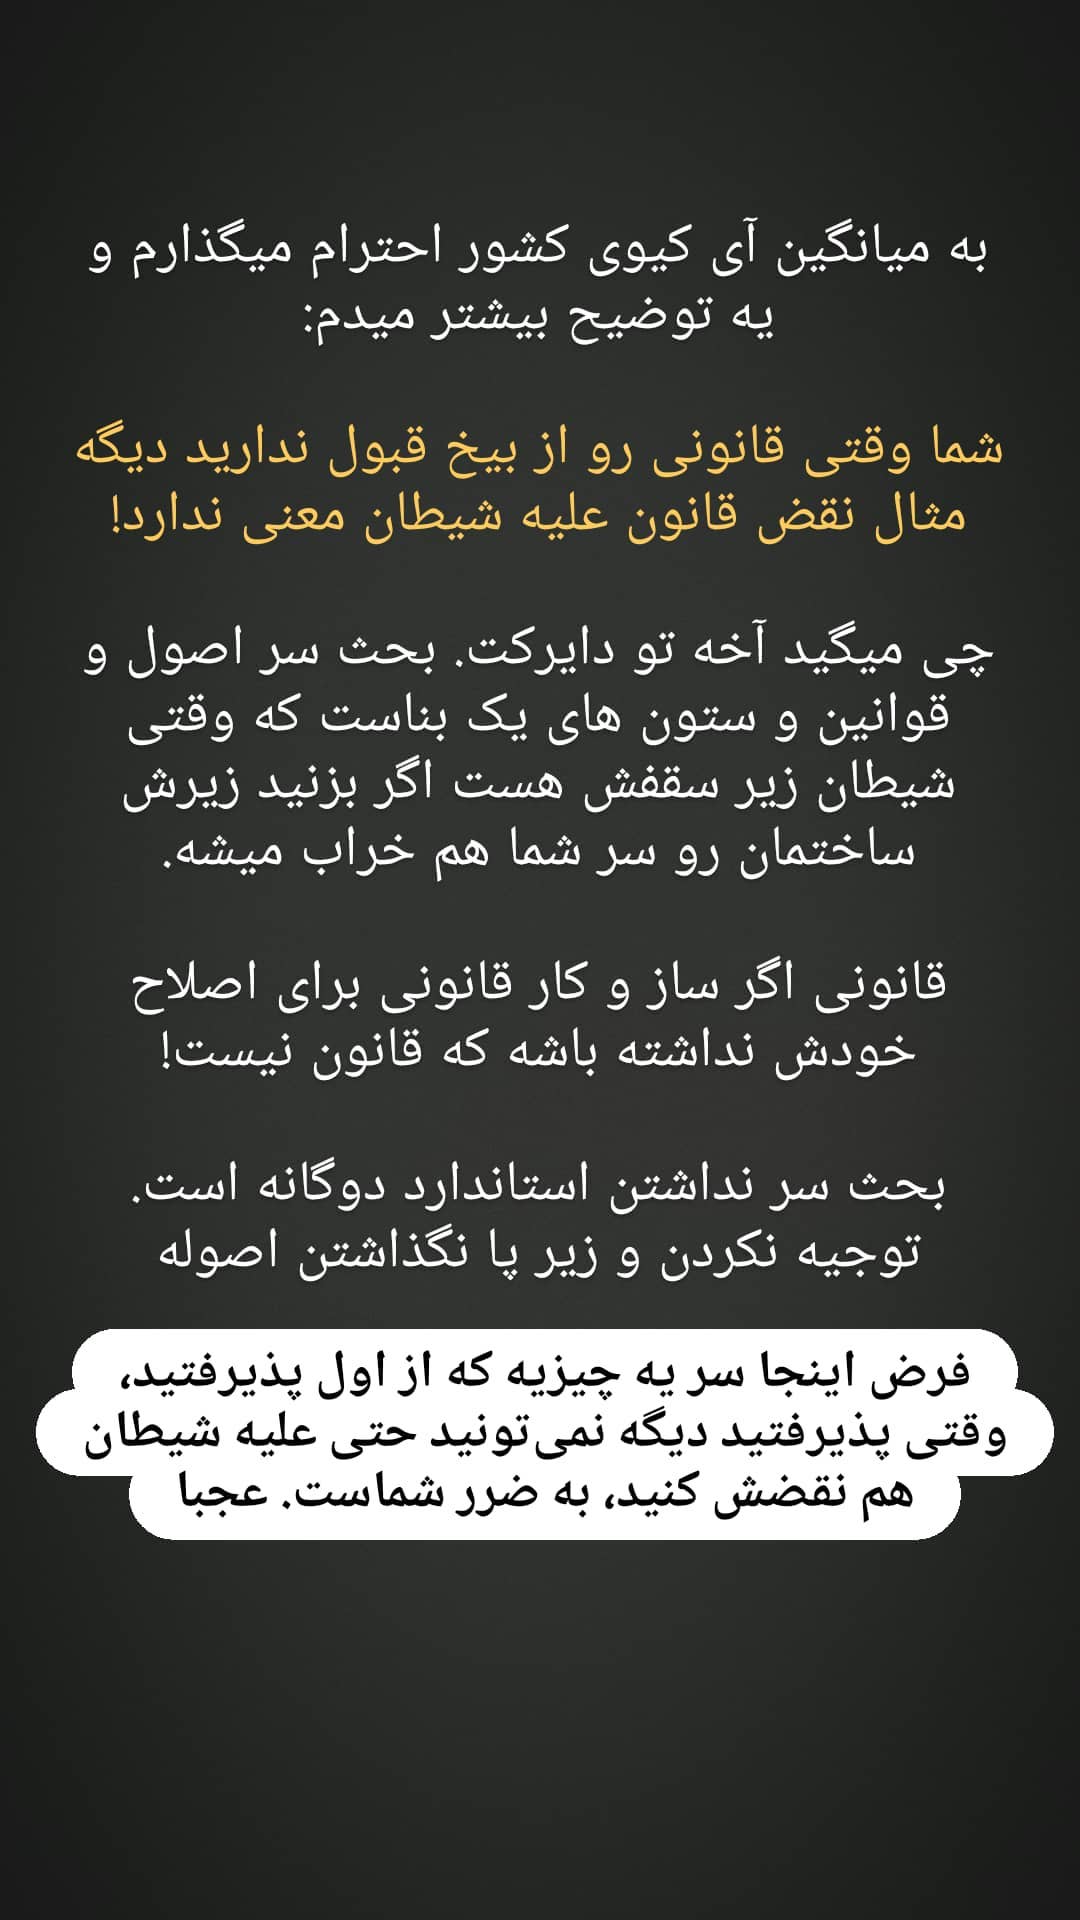 به میانگین آی کیوی کشور احترام میگذارم و
یه توضیح بیشتر میدم:
شما وقتی قانونی رو از بیخ قبول ندارید دیگه
مثال نقض قانون علیه شیطان معنی ندارد!
چی میگید آخه تو دایرکت. بحث سر اصول و
قوانین و ستون های یک بناست که وقتی
شیطان زیر سقفش هست اگر بزنید زیرش
ساختمان رو سر شما هم خراب میشه.
قانونی اگر ساز و کار قانونی برای اصلاح
خودش نداشته باشه که قانون نیست!
بحث سر نداشتن استاندارد دوگانه است.
توجیه نکردن و زیر پا نگذاشتن اصوله
فرض اینجا سر یه چیزیه که از اول پذیرفتید،
وقتی پذیرفتید دیگه نمی‌تونید حتی علیه شیطان
هم نقضش کنید، به ضرر شماست. عجبا